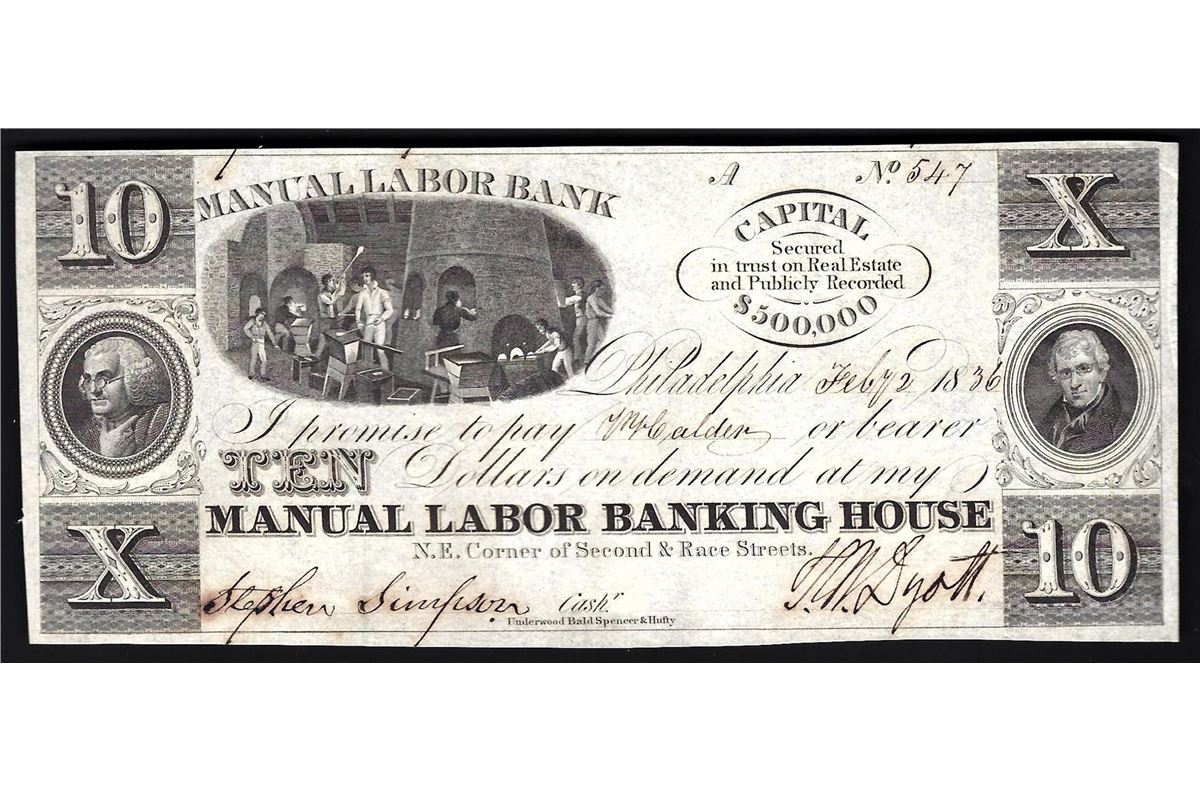 10
MANUAL LABOR BANK
A No. 547
X
CAPITAL
Secured
in trust on Real Estate
and Publicly Recorded
$500,000
Philadelphia Feby 2 1836
I promise to pay Calder or bearer
TEN Dollars on demand at my
MANUAL LABOR BANKING HOUSE
N.E. Corner of Second & Race Streets.
X
10
Stephen Simpson Cashr. T.W. Dyott.
Underwood Bald Spencer & Hufty